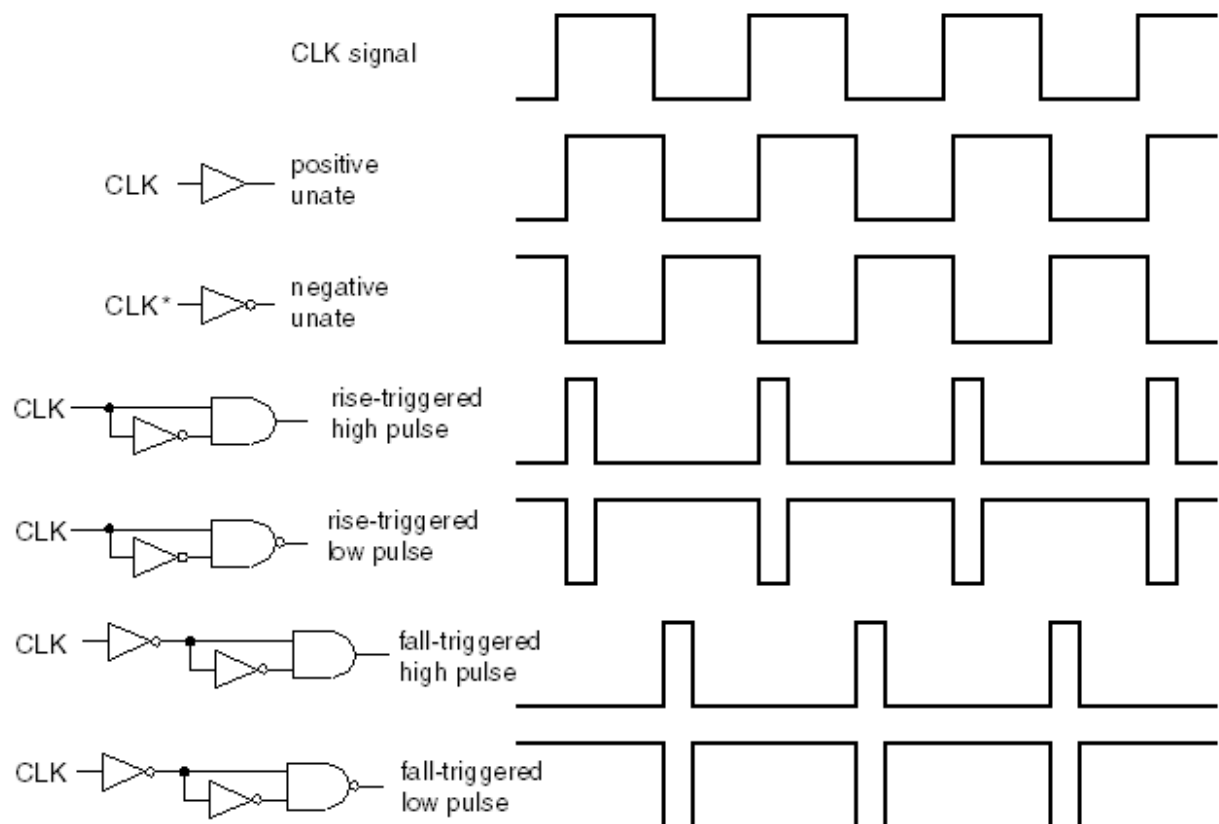 CLK signal
CLK
positive
unate
CLK*
negative
unate
CLK
rise-triggered
high pulse
CLK
rise-triggered
low pulse
CLK
fall-triggered
high pulse
CLK
fall-triggered
low pulse